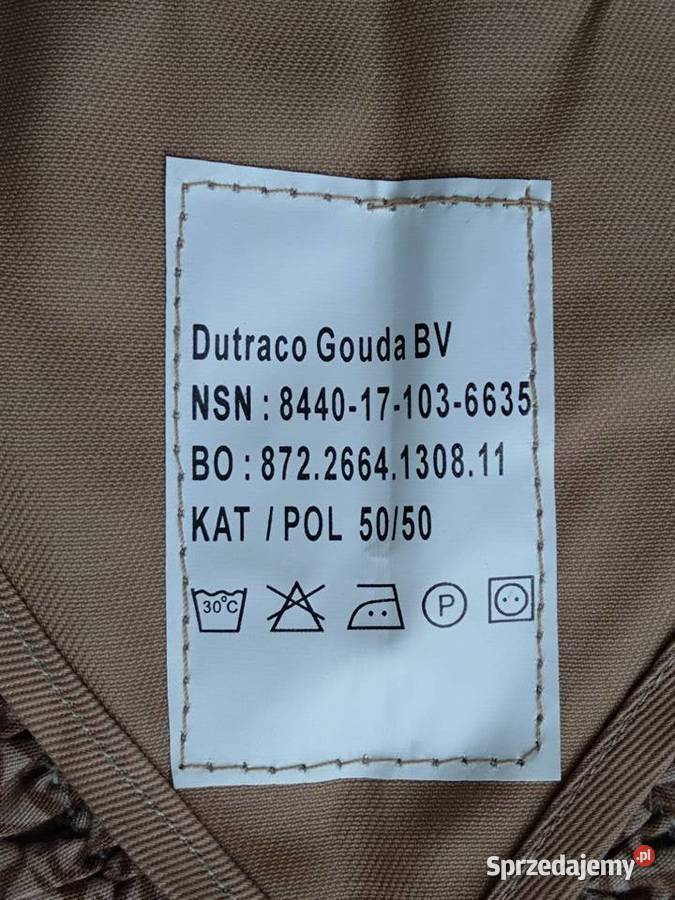 Dutraco Gouda BV
NSN : 8440-17-103-6635
BO : 872.2664.1308.11
KAT / POL 50/50
30°C
P
Sprzedajemy.pl